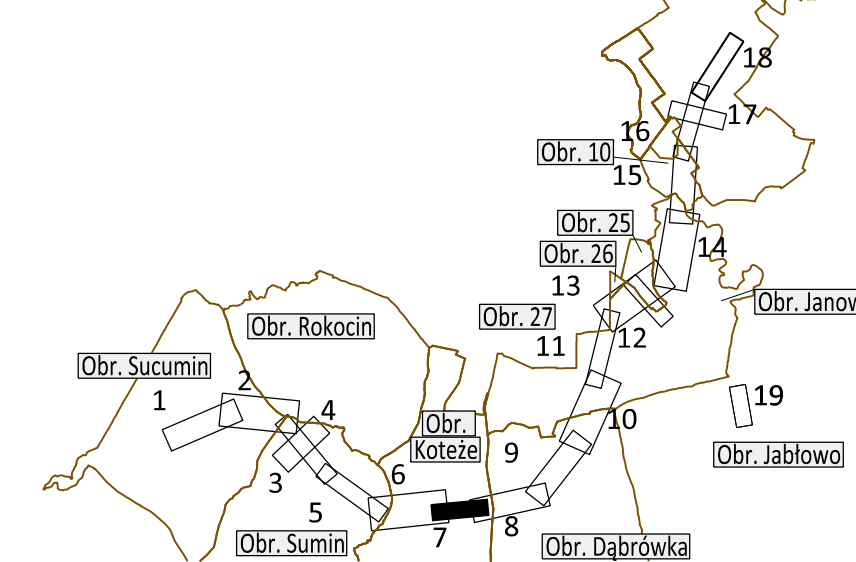 18
17
16
Obr. 10
15
Obr. 25
14
Obr. 26
13
Obr. Janow
Obr. 27
Obr. Rokocin
12
11
Obr. Sucumin
2
1
19
4
10
Obr.
Koteże
9
Obr. Jabłowo
6
3
5
8
7
Obr. Sumin
Obr. Dąbrówka